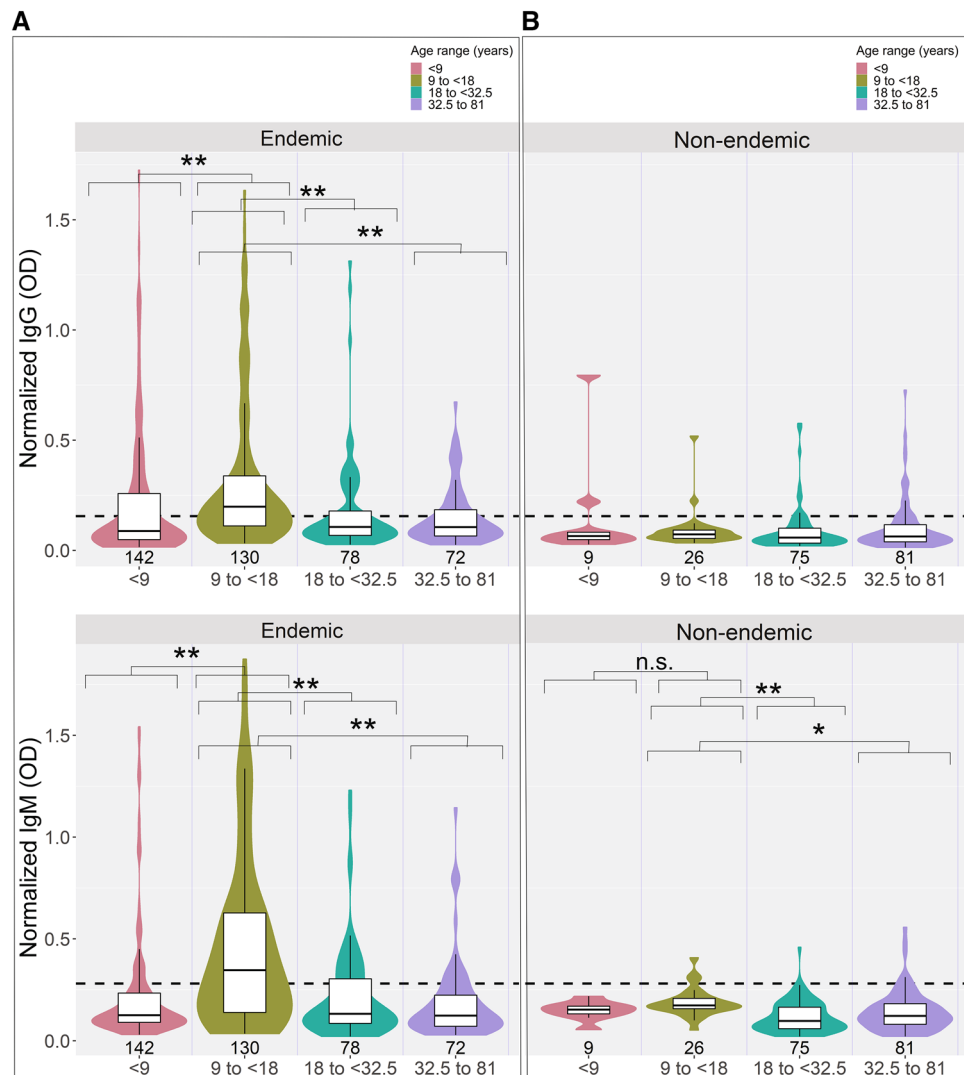 A
B
Age range (years)
<9
9 to <18
18 to <32.5
32.5 to 81
Age range (years)
<9
9 to <18
18 to <32.5
32.5 to 81
Endemic
Non-endemic
Normalized IgG (OD)
1.5
1.0
0.5
0.0
**
**
**
142 130 78 72
<9 9 to <18 18 to <32.5 32.5 to 81
9 26 75 81
<9 9 to <18 18 to <32.5 32.5 to 81
Endemic
Non-endemic
Normalized IgM (OD)
1.5
1.0
0.5
0.0
**
**
**
n.s.
**
*
142 130 78 72
<9 9 to <18 18 to <32.5 32.5 to 81
9 26 75 81
<9 9 to <18 18 to <32.5 32.5 to 81